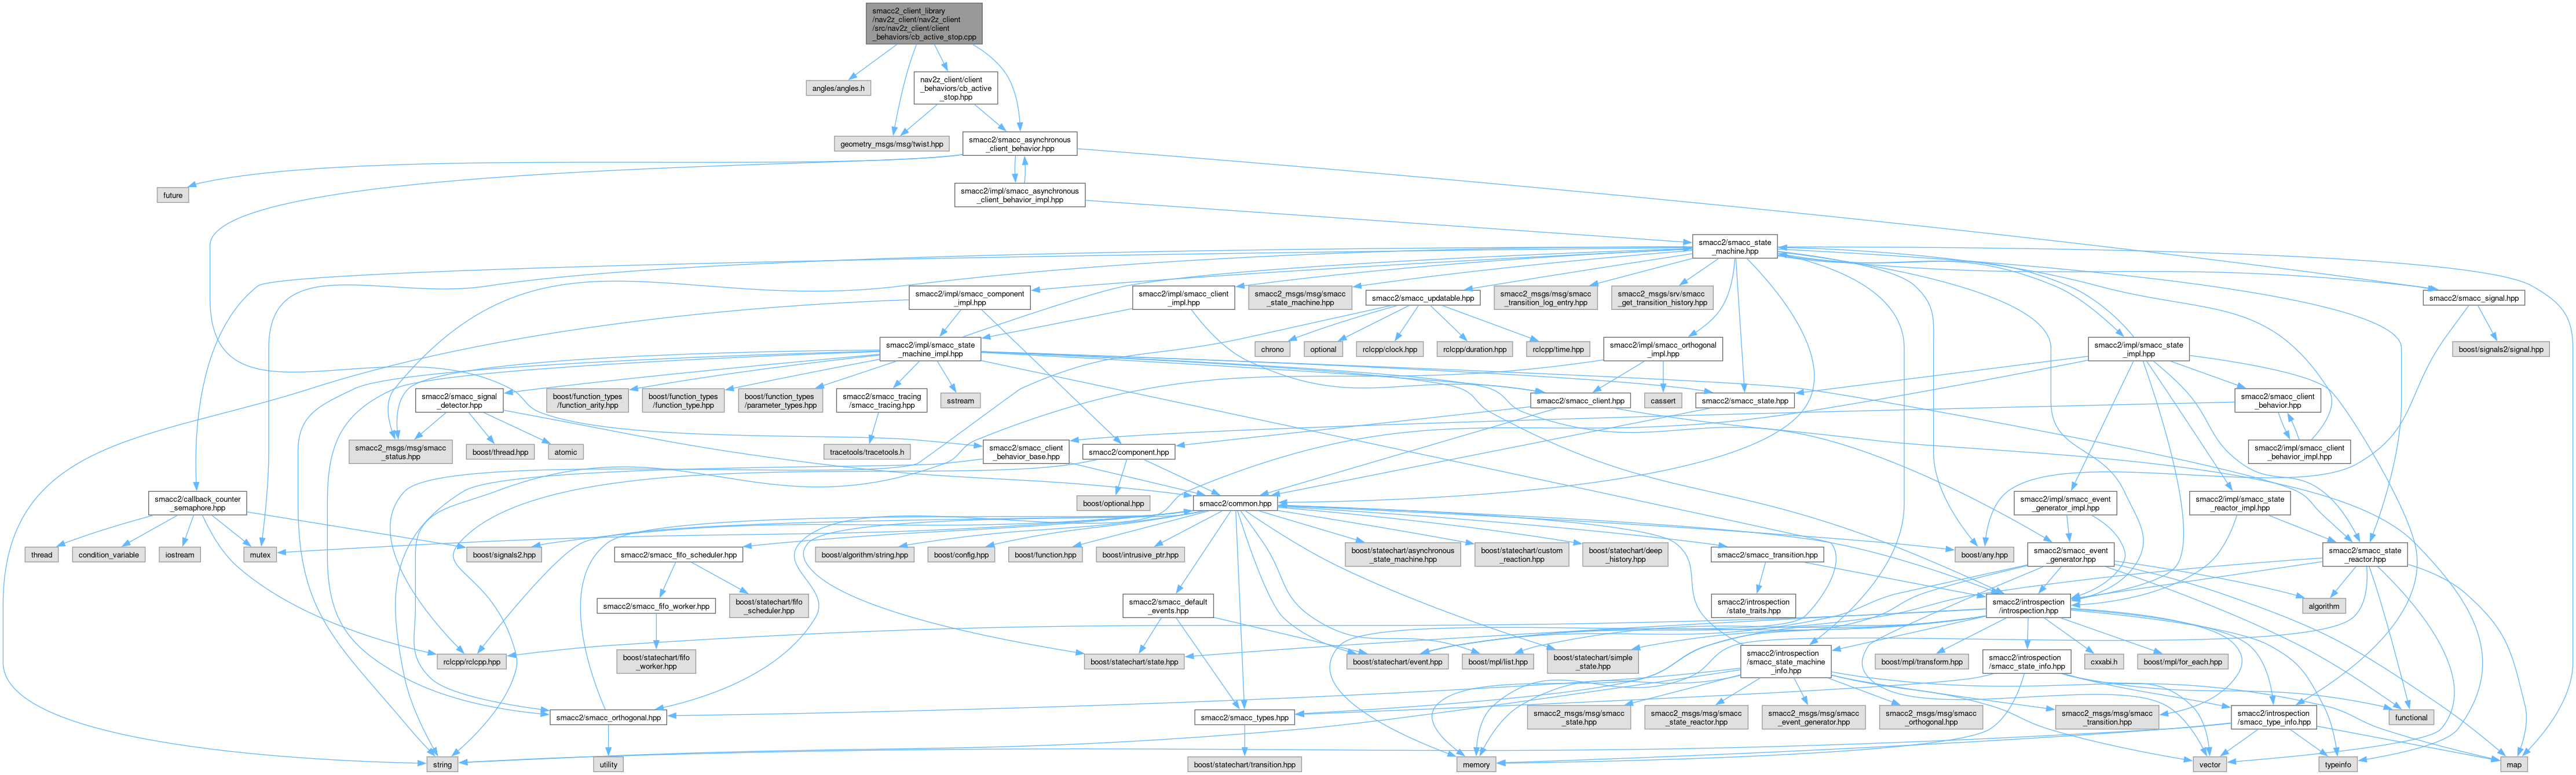 smacc2_client_library
/nav2z_client/nav2z_client
/src/nav2z_client/client
_behaviors/cb_active_stop.cpp
angles/angles.h
nav2z_client/client
_behaviors/cb_active
_stop.hpp
geometry_msgs/msg/twist.hpp
smacc2/smacc_asynchronous
_client_behavior.hpp
future
smacc2/impl/smacc_asynchronous
_client_behavior_impl.hpp
smacc2/smacc_state
_machine.hpp
smacc2/impl/smacc_component
_impl.hpp
smacc2/impl/smacc_client
_impl.hpp
smacc2_msgs/msg/smacc
_state_machine.hpp
smacc2/smacc_updatable.hpp
smacc2_msgs/msg/smacc
_transition_log_entry.hpp
smacc2_msgs/srv/smacc
_get_transition_history.hpp
smacc2/smacc_signal.hpp
smacc2/impl/smacc_state
_machine_impl.hpp
chrono
optional
rclcpp/clock.hpp
rclcpp/duration.hpp
rclcpp/time.hpp
smacc2/impl/smacc_orthogonal
_impl.hpp
smacc2/impl/smacc_state
_impl.hpp
boost/signals2/signal.hpp
smacc2/smacc_signal
_detector.hpp
boost/function_types
/function_arity.hpp
boost/function_types
/function_type.hpp
boost/function_types
/parameter_types.hpp
smacc2/smacc_tracing
/smacc_tracing.hpp
sstream
smacc2/smacc_client.hpp
cassert
smacc2/smacc_state.hpp
smacc2/smacc_client
_behavior.hpp
smacc2_msgs/msg/smacc
_status.hpp
boost/thread.hpp
atomic
tracetools/tracetools.h
smacc2/smacc_client
_behavior_base.hpp
smacc2/component.hpp
smacc2/impl/smacc_client
_behavior_impl.hpp
smacc2/callback_counter
_semaphore.hpp
boost/optional.hpp
smacc2/common.hpp
smacc2/impl/smacc_event
_generator_impl.hpp
smacc2/impl/smacc_state
_reactor_impl.hpp
thread
condition_variable
iostream
mutex
boost/signals2.hpp
smacc2/smacc_fifo_scheduler.hpp
boost/algorithm/string.hpp
boost/config.hpp
boost/function.hpp
boost/intrusive_ptr.hpp
boost/statechart/asynchronous
_state_machine.hpp
boost/statechart/custom
_reaction.hpp
boost/statechart/deep
_history.hpp
smacc2/smacc_transition.hpp
boost/any.hpp
smacc2/smacc_event
_generator.hpp
smacc2/smacc_state
_reactor.hpp
smacc2/smacc_fifo_worker.hpp
boost/statechart/fifo
_scheduler.hpp
smacc2/smacc_default
_events.hpp
smacc2/introspection
/state_traits.hpp
smacc2/introspection
/introspection.hpp
algorithm
rclcpp/rclcpp.hpp
boost/statechart/fifo
_worker.hpp
boost/statechart/state.hpp
boost/statechart/event.hpp
boost/mpl/list.hpp
boost/statechart/simple
_state.hpp
smacc2/introspection
/smacc_state_machine
_info.hpp
boost/mpl/transform.hpp
smacc2/introspection
/smacc_state_info.hpp
cxxabi.h
boost/mpl/for_each.hpp
smacc2/smacc_orthogonal.hpp
smacc2/smacc_types.hpp
smacc2_msgs/msg/smacc
_state.hpp
smacc2_msgs/msg/smacc
_state_reactor.hpp
smacc2_msgs/msg/smacc
_event_generator.hpp
smacc2_msgs/msg/smacc
_orthogonal.hpp
smacc2_msgs/msg/smacc
_transition.hpp
smacc2/introspection
/smacc_type_info.hpp
functional
string
utility
boost/statechart/transition.hpp
memory
vector
typeinfo
map